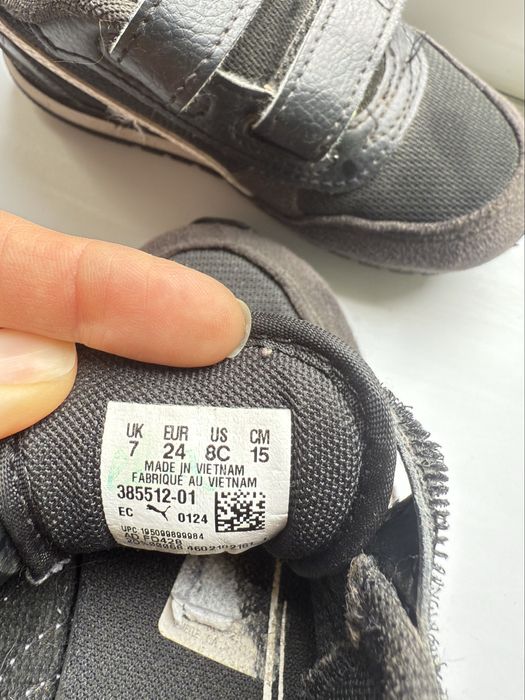 UK EUR US CM
7 24 8C 15
MADE IN VIETNAM
FABRIQUÉ AU VIETNAM
385512-01
EC 0124
UPC 195099899984